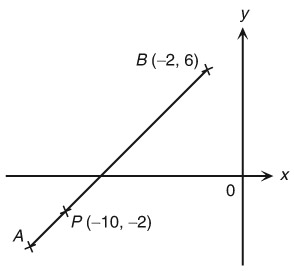 y
B (–2, 6)
x
0
P (–10, –2)
A